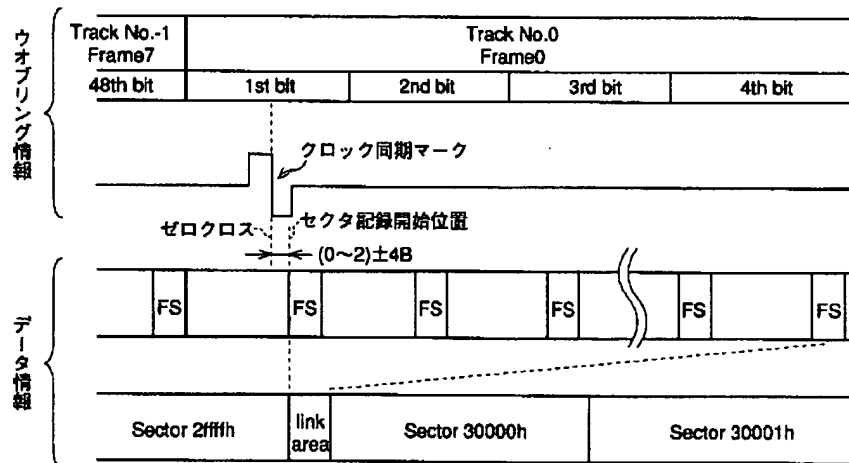 ウオブリング情報
Track No.-1
Frame7
Track No.0
Frame0
48th bit
1st bit
2nd bit
3rd bit
4th bit
クロック同期マーク
ゼロクロス
セクタ記録開始位置
(0〜2)±4B
データ情報
FS
FS
FS
FS
FS
FS
Sector 2ffffh
link
area
Sector 30000h
Sector 30001h